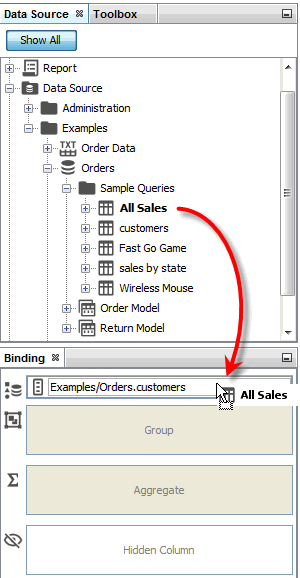 Data Source Toolbox
Show All
Report
Data Source
Administration
Examples
TXT Order Data
Orders
Sample Queries
All Sales
customers
Fast Go Game
sales by state
Wireless Mouse
Order Model
Return Model
Binding
Examples/Orders.customers All Sales
Group
Σ Aggregate
Hidden Column